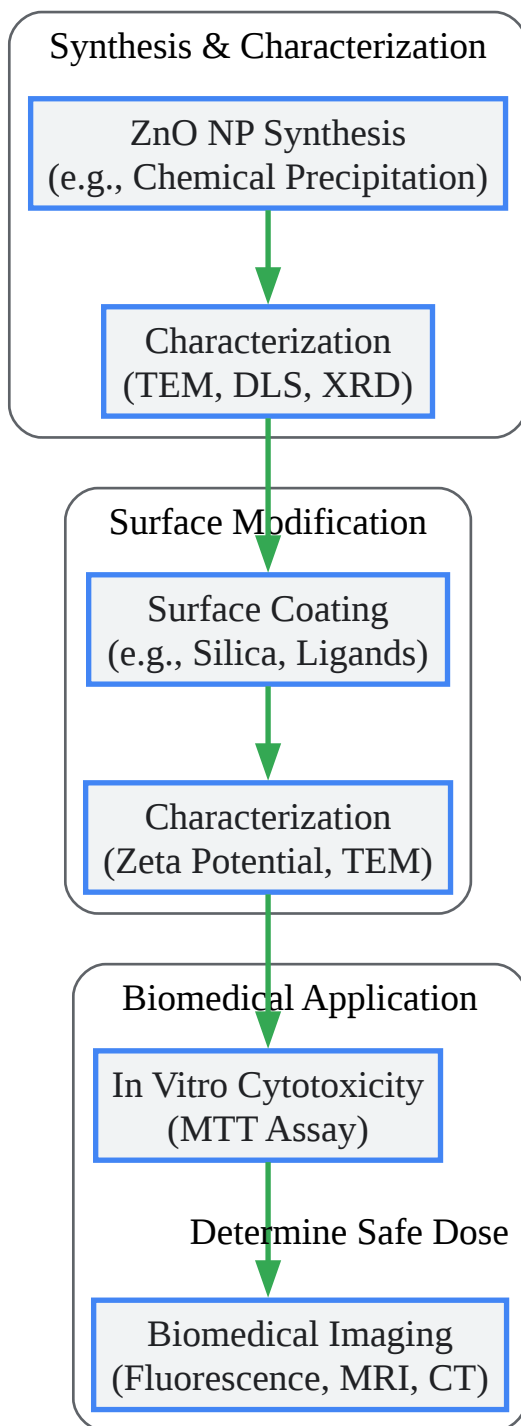 Synthesis & Characterization
ZnO NP Synthesis
(e.g., Chemical Precipitation)
Characterization
(TEM, DLS, XRD)
Surface Modification
Surface Coating
(e.g., Silica, Ligands)
Characterization
(Zeta Potential, TEM)
Biomedical Application
In Vitro Cytotoxicity
(MTT Assay)
Determine Safe Dose
Biomedical Imaging
(Fluorescence, MRI, CT)